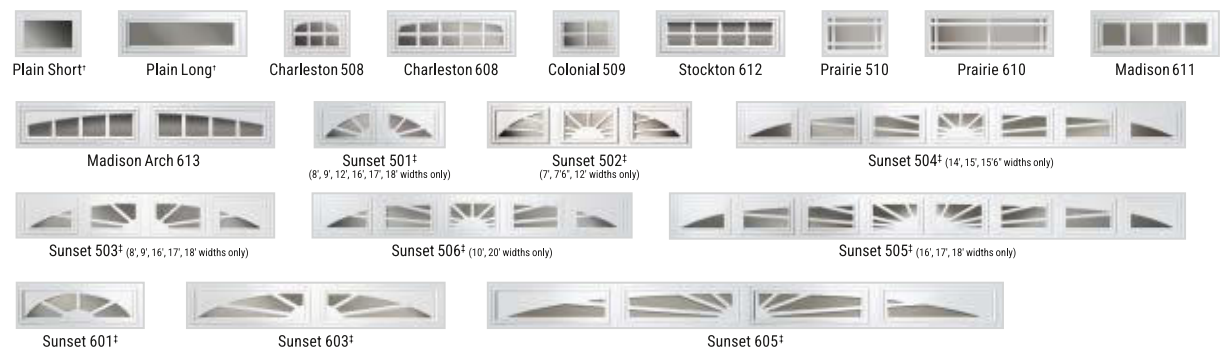 Plain Short†
Plain Long†
Charleston 508
Charleston 608
Colonial 509
Stockton 612
Prairie 510
Prairie 610
Madison 611
Madison Arch 613
Sunset 501‡
(8', 9', 12', 16', 17', 18' widths only)
Sunset 502‡
(7', 7'6", 12' widths only)
Sunset 504‡ (14', 15', 15'6" widths only)
Sunset 503‡ (8', 9', 16', 17', 18' widths only)
Sunset 506‡ (10', 20' widths only)
Sunset 505‡ (16', 17', 18' widths only)
Sunset 601‡
Sunset 603‡
Sunset 605‡